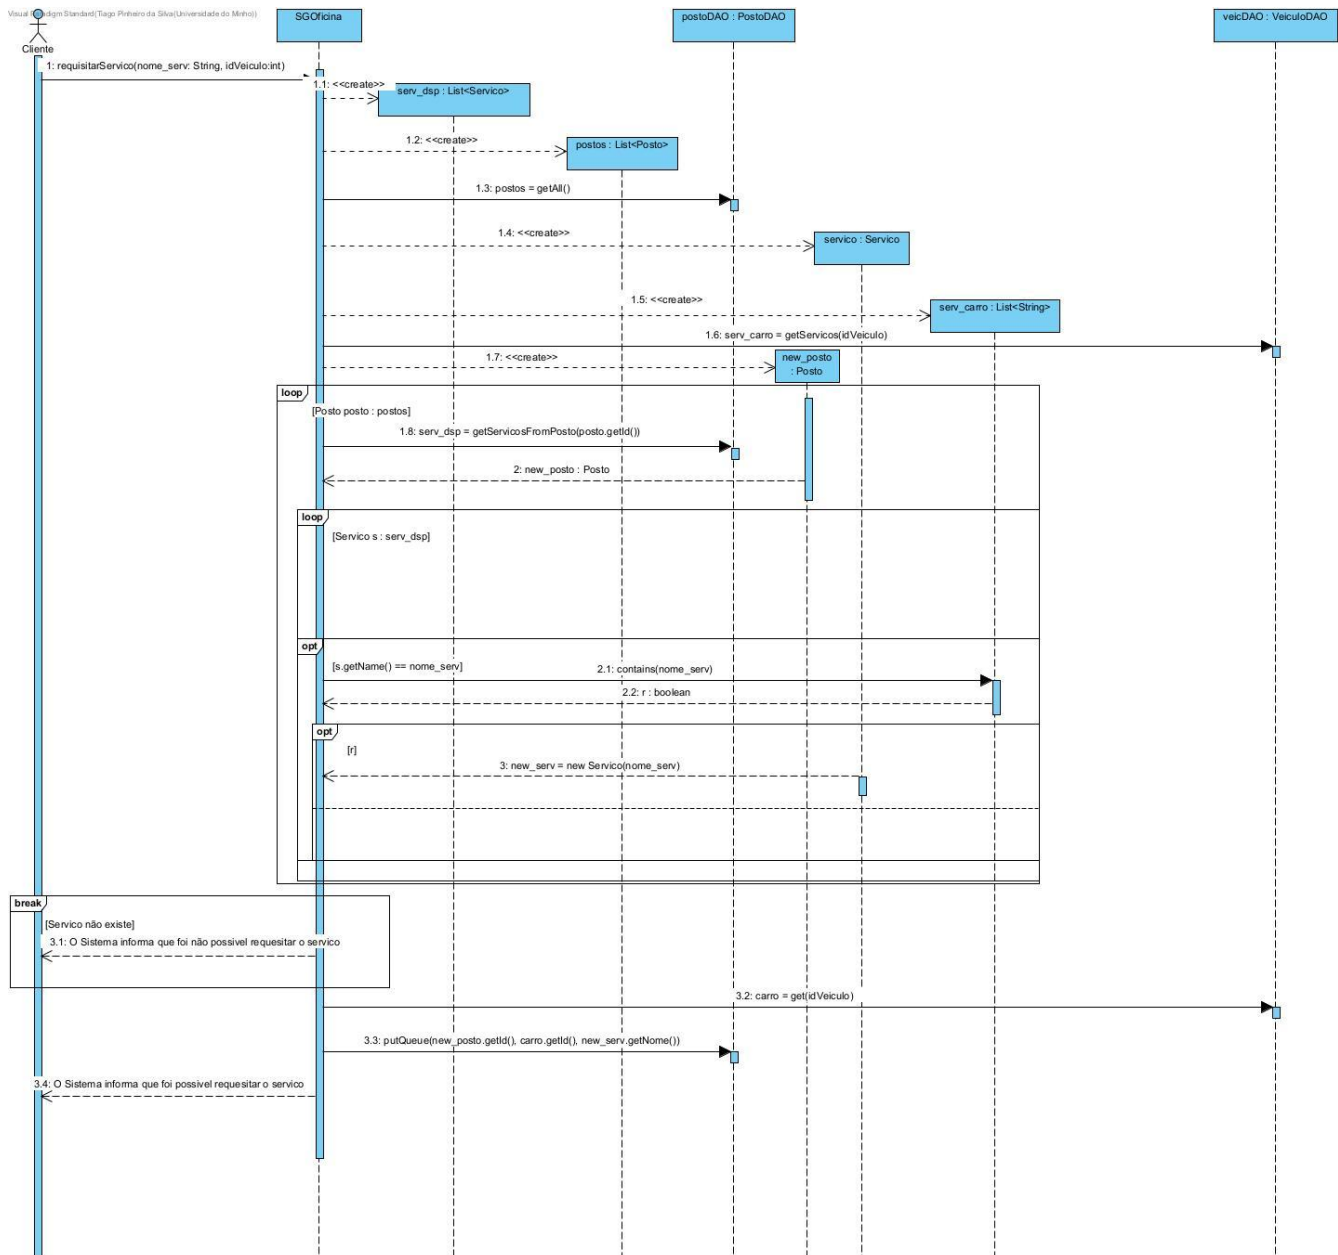 Visual Paradigm Standard(Tiago Pinheiro da Silva(Universidade do Minho))
SGOficina
postoDAO : PostoDAO
veicDAO : VeiculoDAO
Cliente
1: requisitarServico(nome_serv: String, idVeiculo:int)
1.1: <<create>>
serv_dsp : List<Servico>
1.2: <<create>>
postos : List<Posto>
1.3: postos = getAll()
1.4: <<create>>
servico : Servico
1.5: <<create>>
serv_carro : List<String>
1.6: serv_carro = getServicos(idVeiculo)
1.7: <<create>>
new_posto
: Posto
loop
[Posto posto : postos]
1.8: serv_dsp = getServicosFromPosto(posto.getId())
2: new_posto : Posto
loop
[Servico s : serv_dsp]
opt
[s.getName() == nome_serv]
2.1: contains(nome_serv)
2.2: r : boolean
opt
[r]
3: new_serv = new Servico(nome_serv)
break
[Servico não existe]
3.1: O Sistema informa que foi não possivel requesitar o servico
3.2: carro = get(idVeiculo)
3.3: putQueue(new_posto.getId(), carro.getId(), new_serv.getNome())
3.4: O Sistema informa que foi possivel requesitar o servico